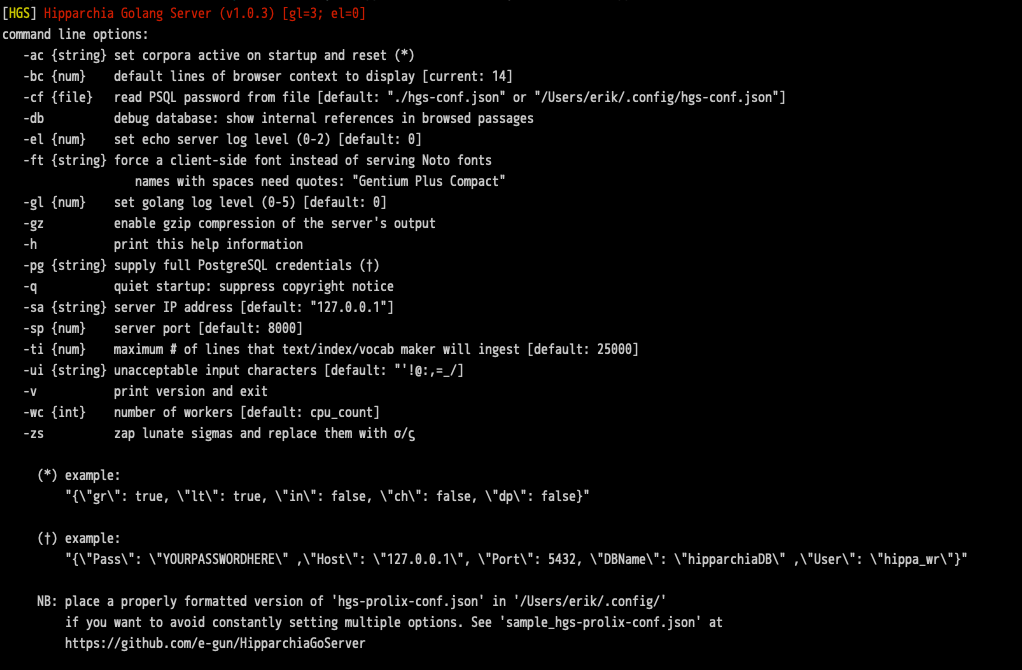 [HGS] Hipparchia Golang Server (v1.0.3) [gl=3; el=0]
command line options:
   -ac {string} set corpora active on startup and reset (*)
   -bc {num}    default lines of browser context to display [current: 14]
   -cf {file}   read PSQL password from file [default: "./hgs-conf.json" or "/Users/erik/.config/hgs-conf.json"]
   -db          debug database: show internal references in browsed passages
   -el {num}    set echo server log level (0-2) [default: 0]
   -ft {string} force a client-side font instead of serving Noto fonts
                   names with spaces need quotes: "Gentium Plus Compact"
   -gl {num}    set golang log level (0-5) [default: 0]
   -gz          enable gzip compression of the server's output
   -h           print this help information
   -pg {string} supply full PostgreSQL credentials (†)
   -q           quiet startup: suppress copyright notice
   -sa {string} server IP address [default: "127.0.0.1"]
   -sp {num}    server port [default: 8000]
   -ti {num}    maximum # of lines that text/index/vocab maker will ingest [default: 25000]
   -ui {string} unacceptable input characters [default: "'!@:,=_/]
   -v           print version and exit
   -wc {int}    number of workers [default: cpu_count]
   -zs          zap lunate sigmas and replace them with σ/ς
     (*) example:
         "{\"gr\": true, \"lt\": true, \"in\": false, \"ch\": false, \"dp\": false}"
     (†) example:
         "{\"Pass\": \"YOURPASSWORDHERE\" ,\"Host\": \"127.0.0.1\", \"Port\": 5432, \"DBName\": \"hipparchiaDB\" ,\"User\": \"hippa_wr\"}"
     NB: place a properly formatted version of 'hgs-prolix-conf.json' in '/Users/erik/.config/'
         if you want to avoid constantly setting multiple options. See 'sample_hgs-prolix-conf.json' at
         https://github.com/e-gun/HipparchiaGoServer